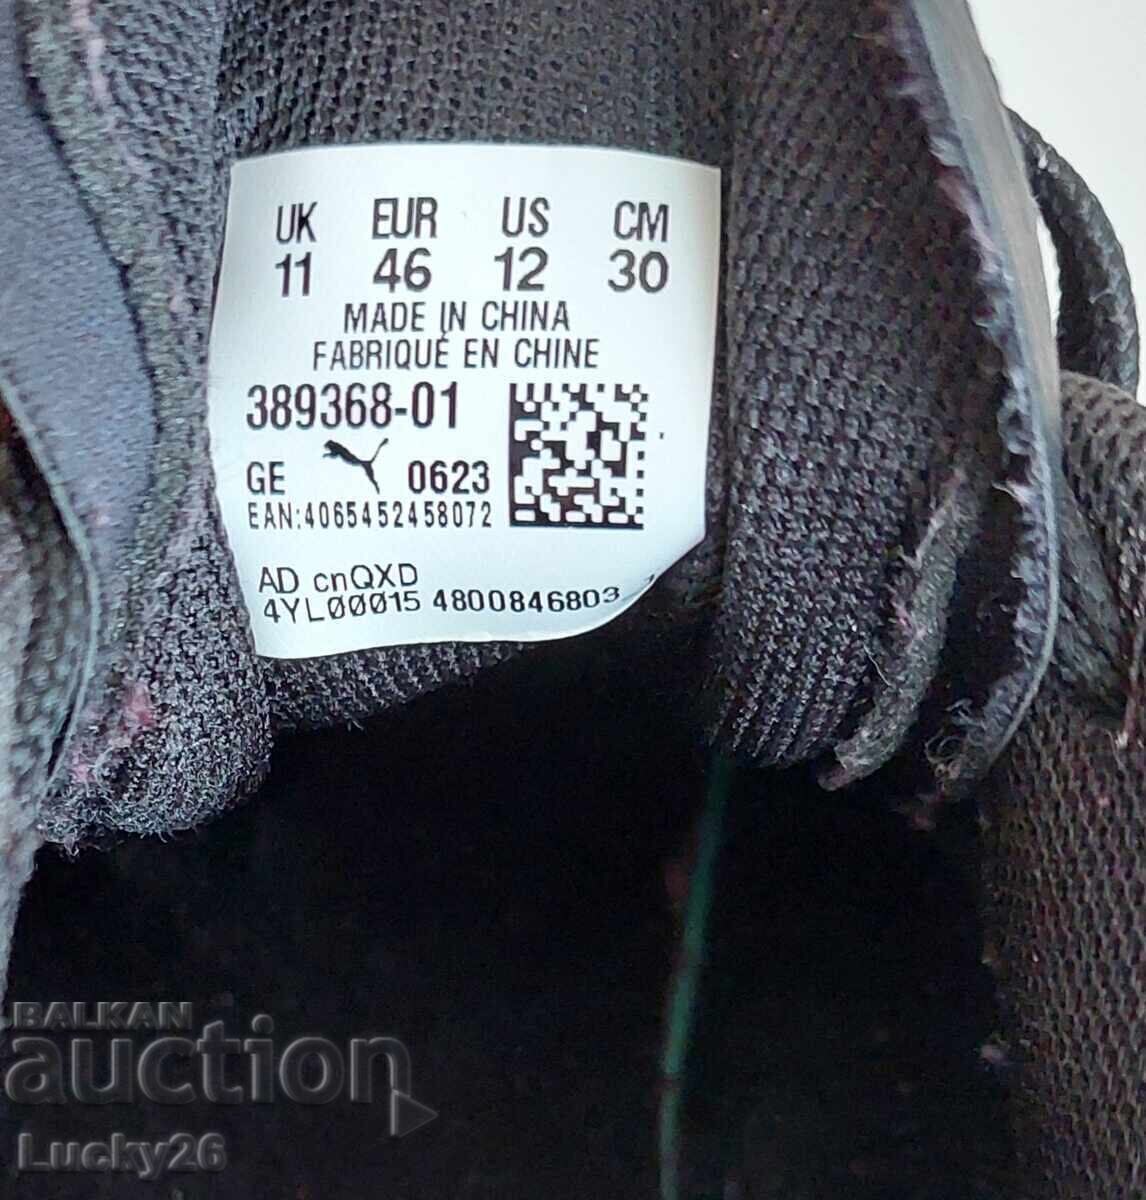 UK EUR US CM
11 46 12 30
MADE IN CHINA
FABRIQUÉ EN CHINE
389368-01
GE 0623
EAN:4065452458072
AD cnQXD
4YL00015 4800846803
BALKAN
auction
Lucky26